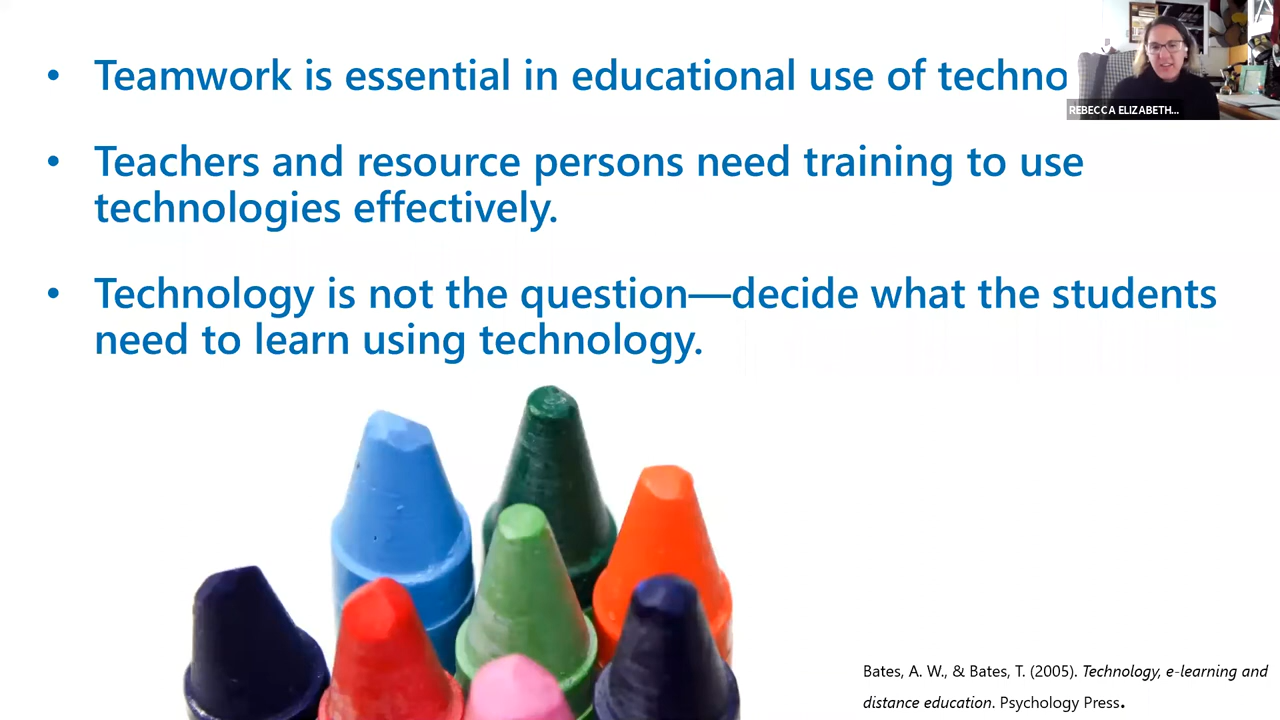 • Teamwork is essential in educational use of techno
REBECCA ELIZABETH...
• Teachers and resource persons need training to use
technologies effectively.
• Technology is not the question—decide what the students
need to learn using technology.
Bates, A. W., & Bates, T. (2005). Technology, e-learning and
distance education. Psychology Press.